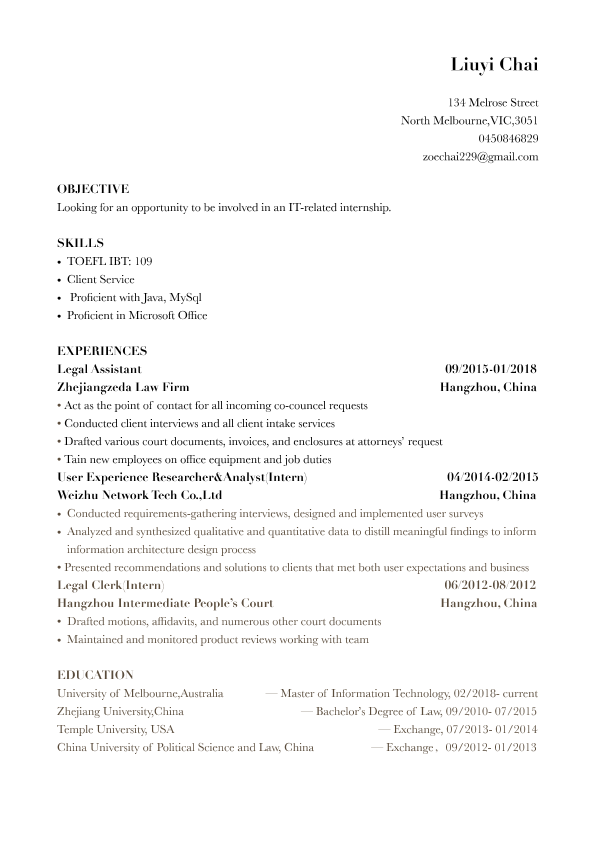 Liuyi Chai
134 Melrose Street
North Melbourne,VIC,3051
0450846829
zoechai229@gmail.com
OBJECTIVE
Looking for an opportunity to be involved in an IT-related internship.
SKILLS
• TOEFL IBT: 109
• Client Service
• Proficient with Java, MySql
• Proficient in Microsoft Office
EXPERIENCES
Legal Assistant 09/2015-01/2018
Zhejiangzeda Law Firm Hangzhou, China
• Act as the point of contact for all incoming co-councel requests
• Conducted client interviews and all client intake services
• Drafted various court documents, invoices, and enclosures at attorneys’ request
• Tain new employees on office equipment and job duties
User Experience Researcher&Analyst(Intern) 04/2014-02/2015
Weizhu Network Tech Co.,Ltd Hangzhou, China
• Conducted requirements-gathering interviews, designed and implemented user surveys
• Analyzed and synthesized qualitative and quantitative data to distill meaningful findings to inform
information architecture design process
• Presented recommendations and solutions to clients that met both user expectations and business
Legal Clerk(Intern) 06/2012-08/2012
Hangzhou Intermediate People’s Court Hangzhou, China
• Drafted motions, affidavits, and numerous other court documents
• Maintained and monitored product reviews working with team
EDUCATION
University of Melbourne,Australia — Master of Information Technology, 02/2018- current
Zhejiang University,China — Bachelor’s Degree of Law, 09/2010- 07/2015
Temple University, USA — Exchange, 07/2013- 01/2014
China University of Political Science and Law, China — Exchange，09/2012- 01/2013